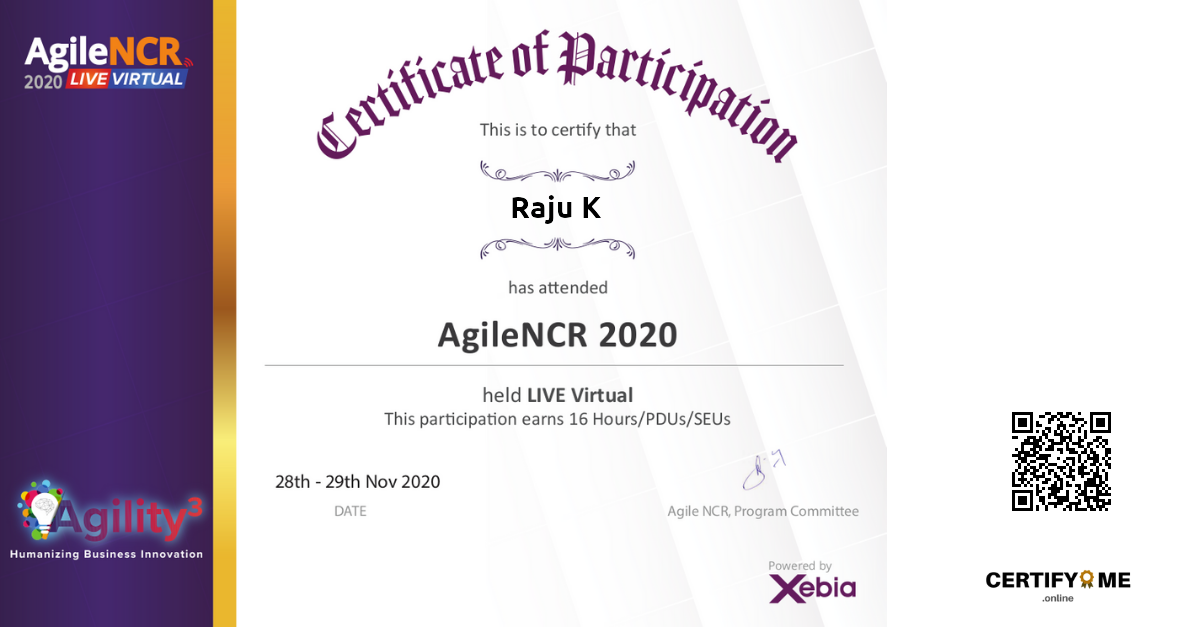 AgileNCR
2020 LIVE VIRTUAL
Certificate of Participation
This is to certify that
Raju K
has attended
AgileNCR 2020
held LIVE Virtual
This participation earns 16 Hours/PDUs/SEUs
28th - 29th Nov 2020
DATE
Agile NCR, Program Committee
Agility³
Humanizing Business Innovation
Powered by
Xebia
CERTIFY ME
.online